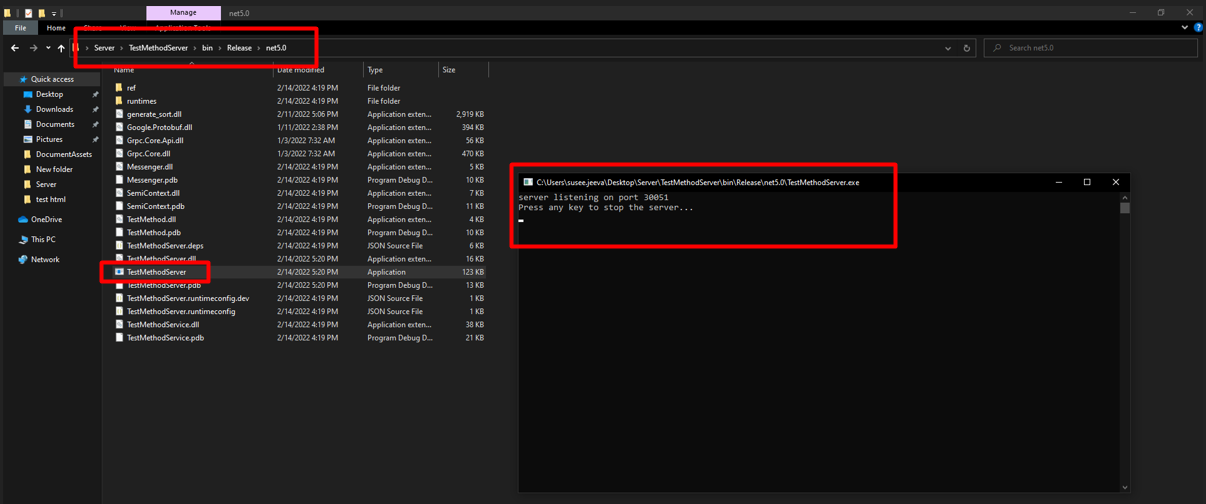 Manage net5.0
File Home Share View Application Tools
Server TestMethodServer bin Release net5.0
Search net5.0
Quick access
Desktop
Downloads
Documents
Pictures
DocumentAssets
New folder
Server
test html
OneDrive
This PC
Network
Name Date modified Type Size
ref 2/14/2022 4:19 PM File folder
runtimes 2/14/2022 4:19 PM File folder
generate_sort.dll 2/11/2022 5:06 PM Application exten... 2,919 KB
Google.Protobuf.dll 1/11/2022 2:38 PM Application exten... 394 KB
Grpc.Core.Api.dll 1/3/2022 7:32 AM Application exten... 56 KB
Grpc.Core.dll 1/3/2022 7:32 AM Application exten... 470 KB
Messenger.dll 2/14/2022 4:19 PM Application exten... 5 KB
Messenger.pdb 2/14/2022 4:19 PM Program Debug D... 10 KB
SemiContext.dll 2/14/2022 4:19 PM Application exten... 7 KB
SemiContext.pdb 2/14/2022 4:19 PM Program Debug D... 11 KB
TestMethod.dll 2/14/2022 4:19 PM Application exten... 4 KB
TestMethod.pdb 2/14/2022 4:19 PM Program Debug D... 10 KB
TestMethodServer.deps 2/14/2022 4:19 PM JSON Source File 6 KB
TestMethodServer.dll 2/14/2022 5:20 PM Application exten... 16 KB
TestMethodServer 2/14/2022 5:20 PM Application 123 KB
TestMethodServer.pdb 2/14/2022 5:20 PM Program Debug D... 13 KB
TestMethodServer.runtimeconfig.dev 2/14/2022 4:19 PM JSON Source File 1 KB
TestMethodServer.runtimeconfig 2/14/2022 4:19 PM JSON Source File 1 KB
TestMethodService.dll 2/14/2022 4:19 PM Application exten... 38 KB
TestMethodService.pdb 2/14/2022 4:19 PM Program Debug D... 21 KB
C:\Users\susee.jeeva\Desktop\Server\TestMethodServer\bin\Release\net5.0\TestMethodServer.exe
server listening on port 30051
Press any key to stop the server...